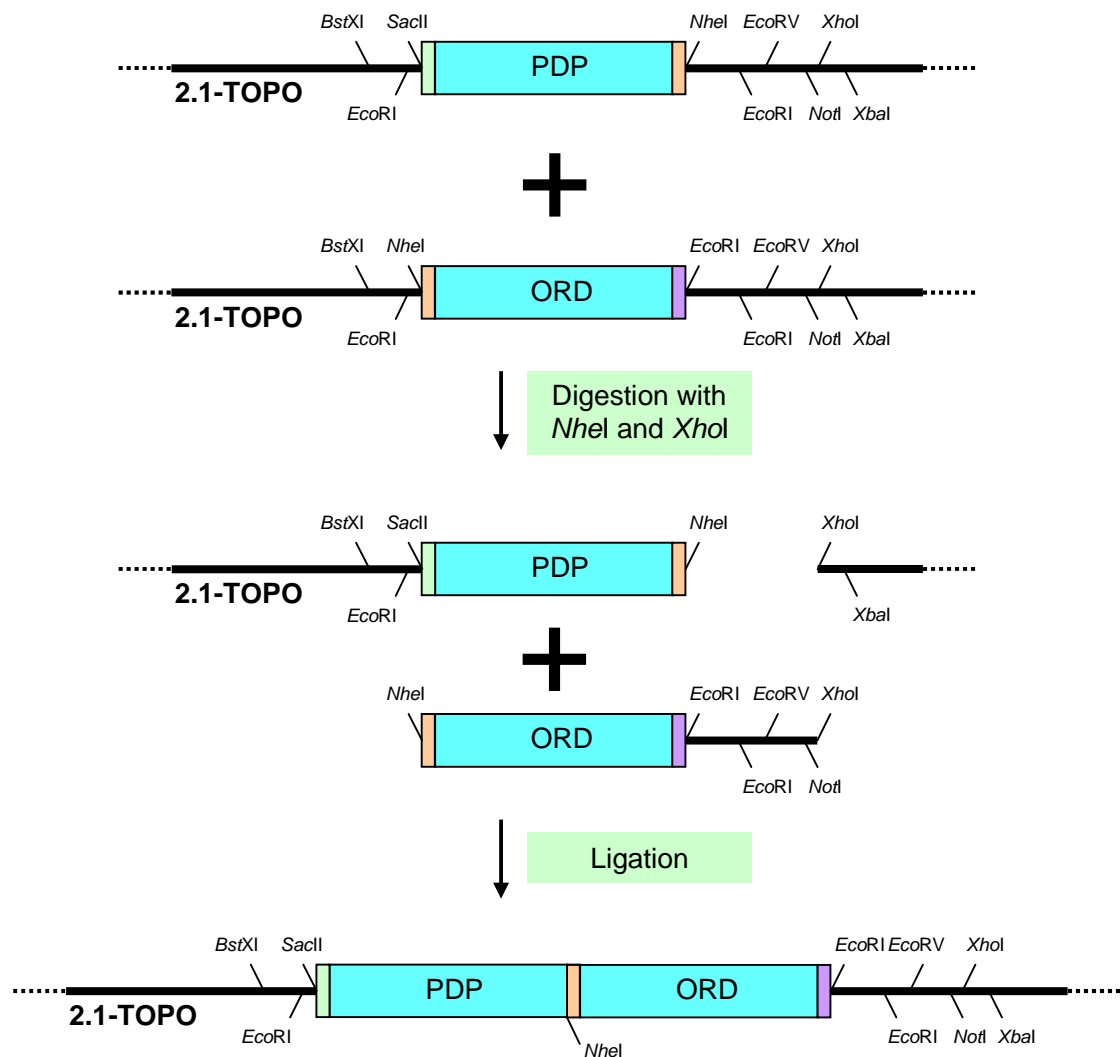 BstXI SacII NheI EcoRV XhoI
PDP
2.1-TOPO
EcoRI EcoRI NotI XbaI
+
BstXI NheI EcoRI EcoRV XhoI
ORD
2.1-TOPO
EcoRI EcoRI NotI XbaI
Digestion with
NheI and XhoI
BstXI SacII NheI XhoI
PDP
2.1-TOPO
EcoRI XbaI
+
NheI EcoRI EcoRV XhoI
ORD
EcoRI NotI
Ligation
BstXI SacII EcoRI EcoRV XhoI
PDP ORD
2.1-TOPO
EcoRI NheI EcoRI NotI XbaI